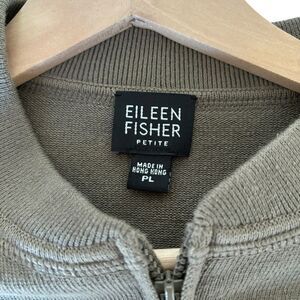 EILEEN
FISHER
PETITE
MADE IN
HONG KONG
PL